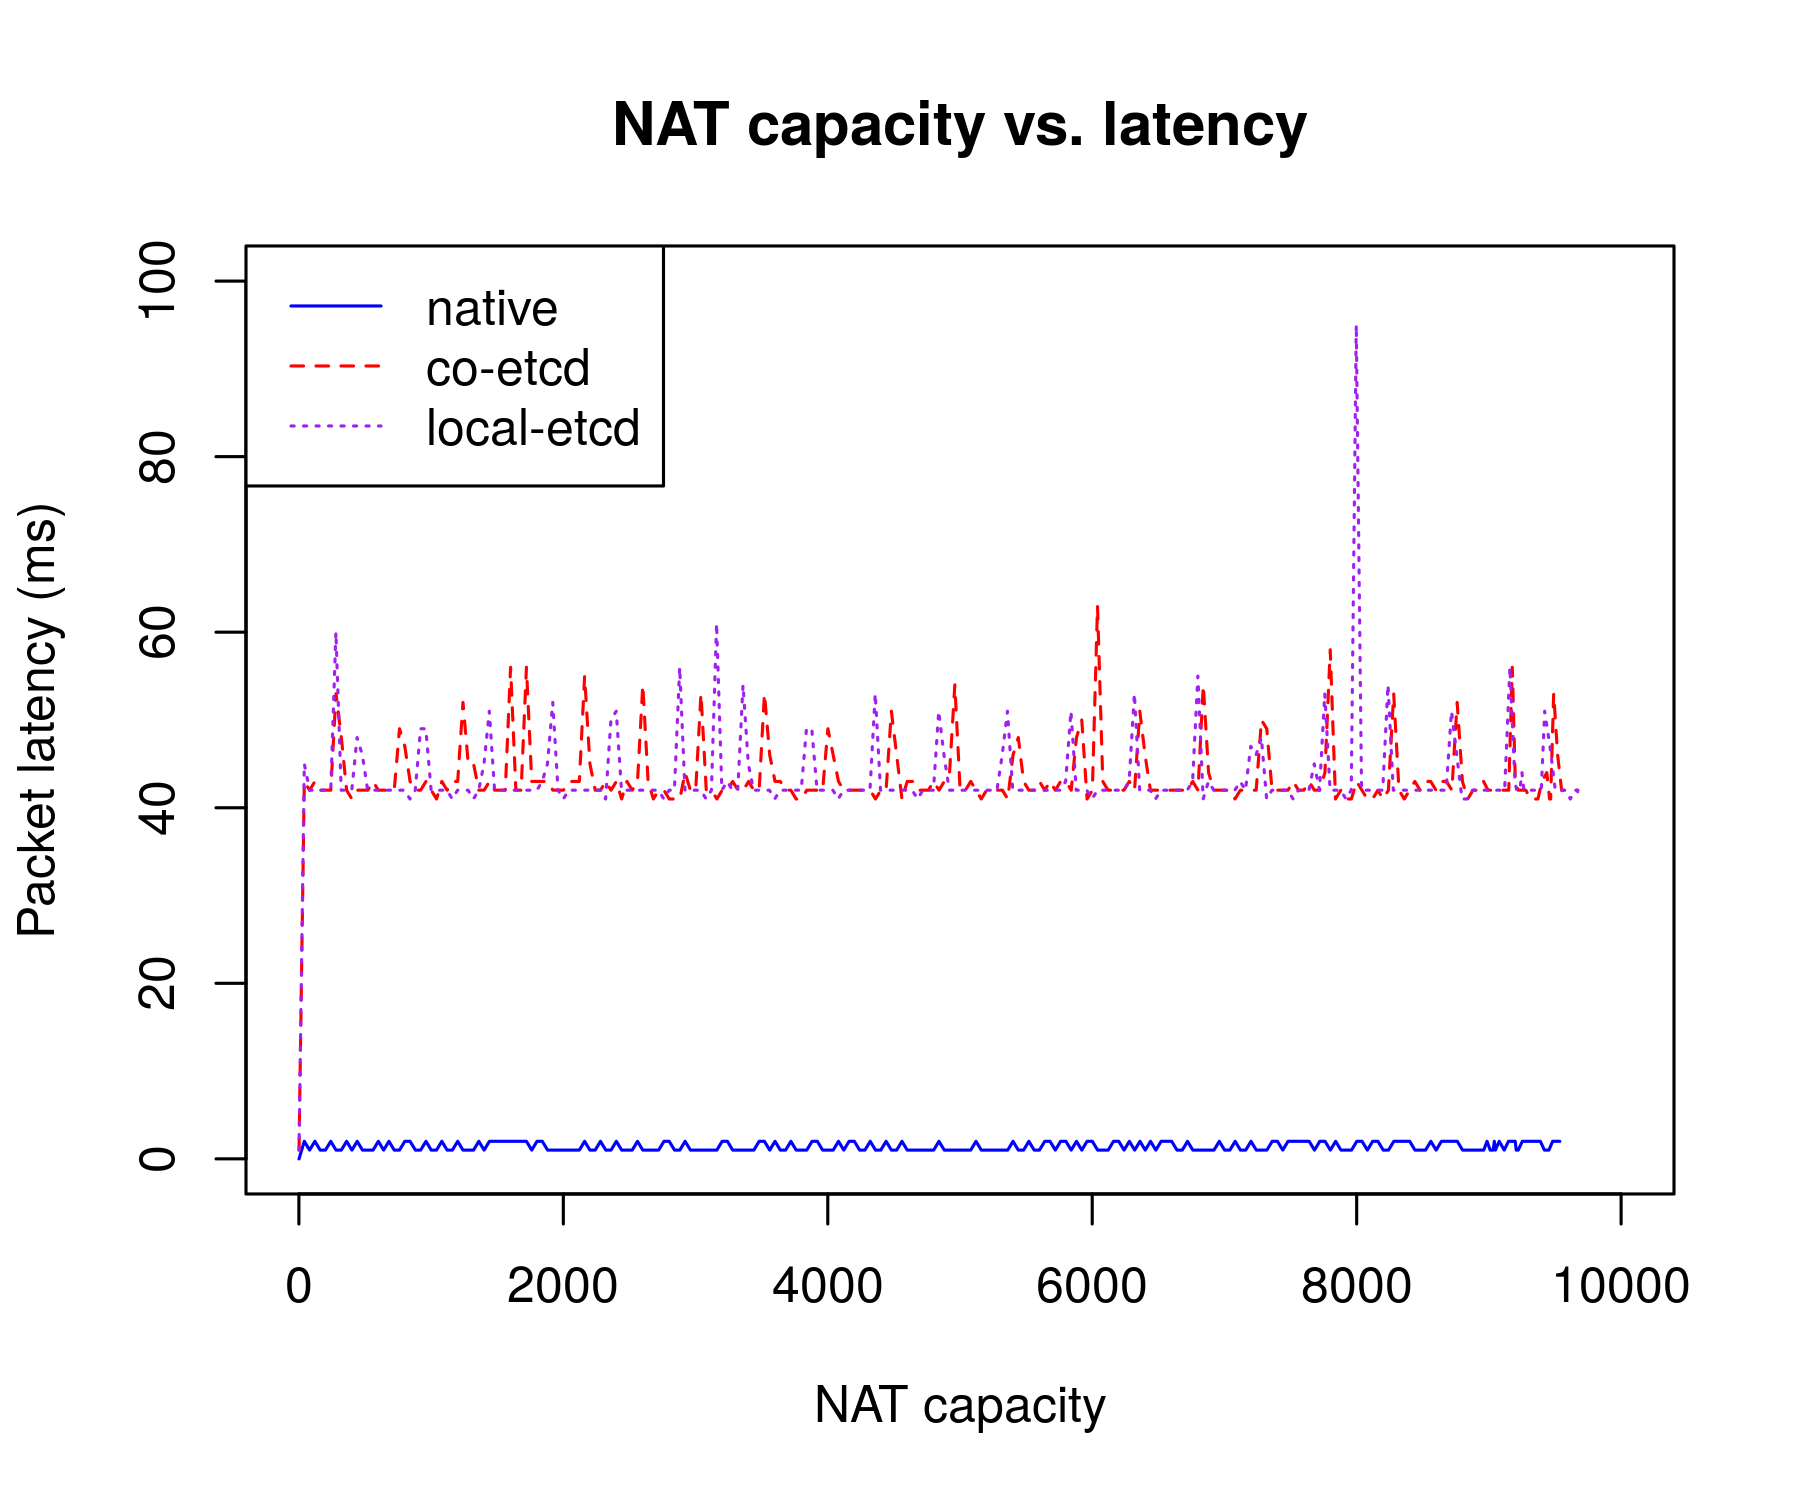 NAT capacity vs. latency
native
co-etcd
local-etcd
Packet latency (ms)
100
80
60
40
20
0
0 2000 4000 6000 8000 10000
NAT capacity